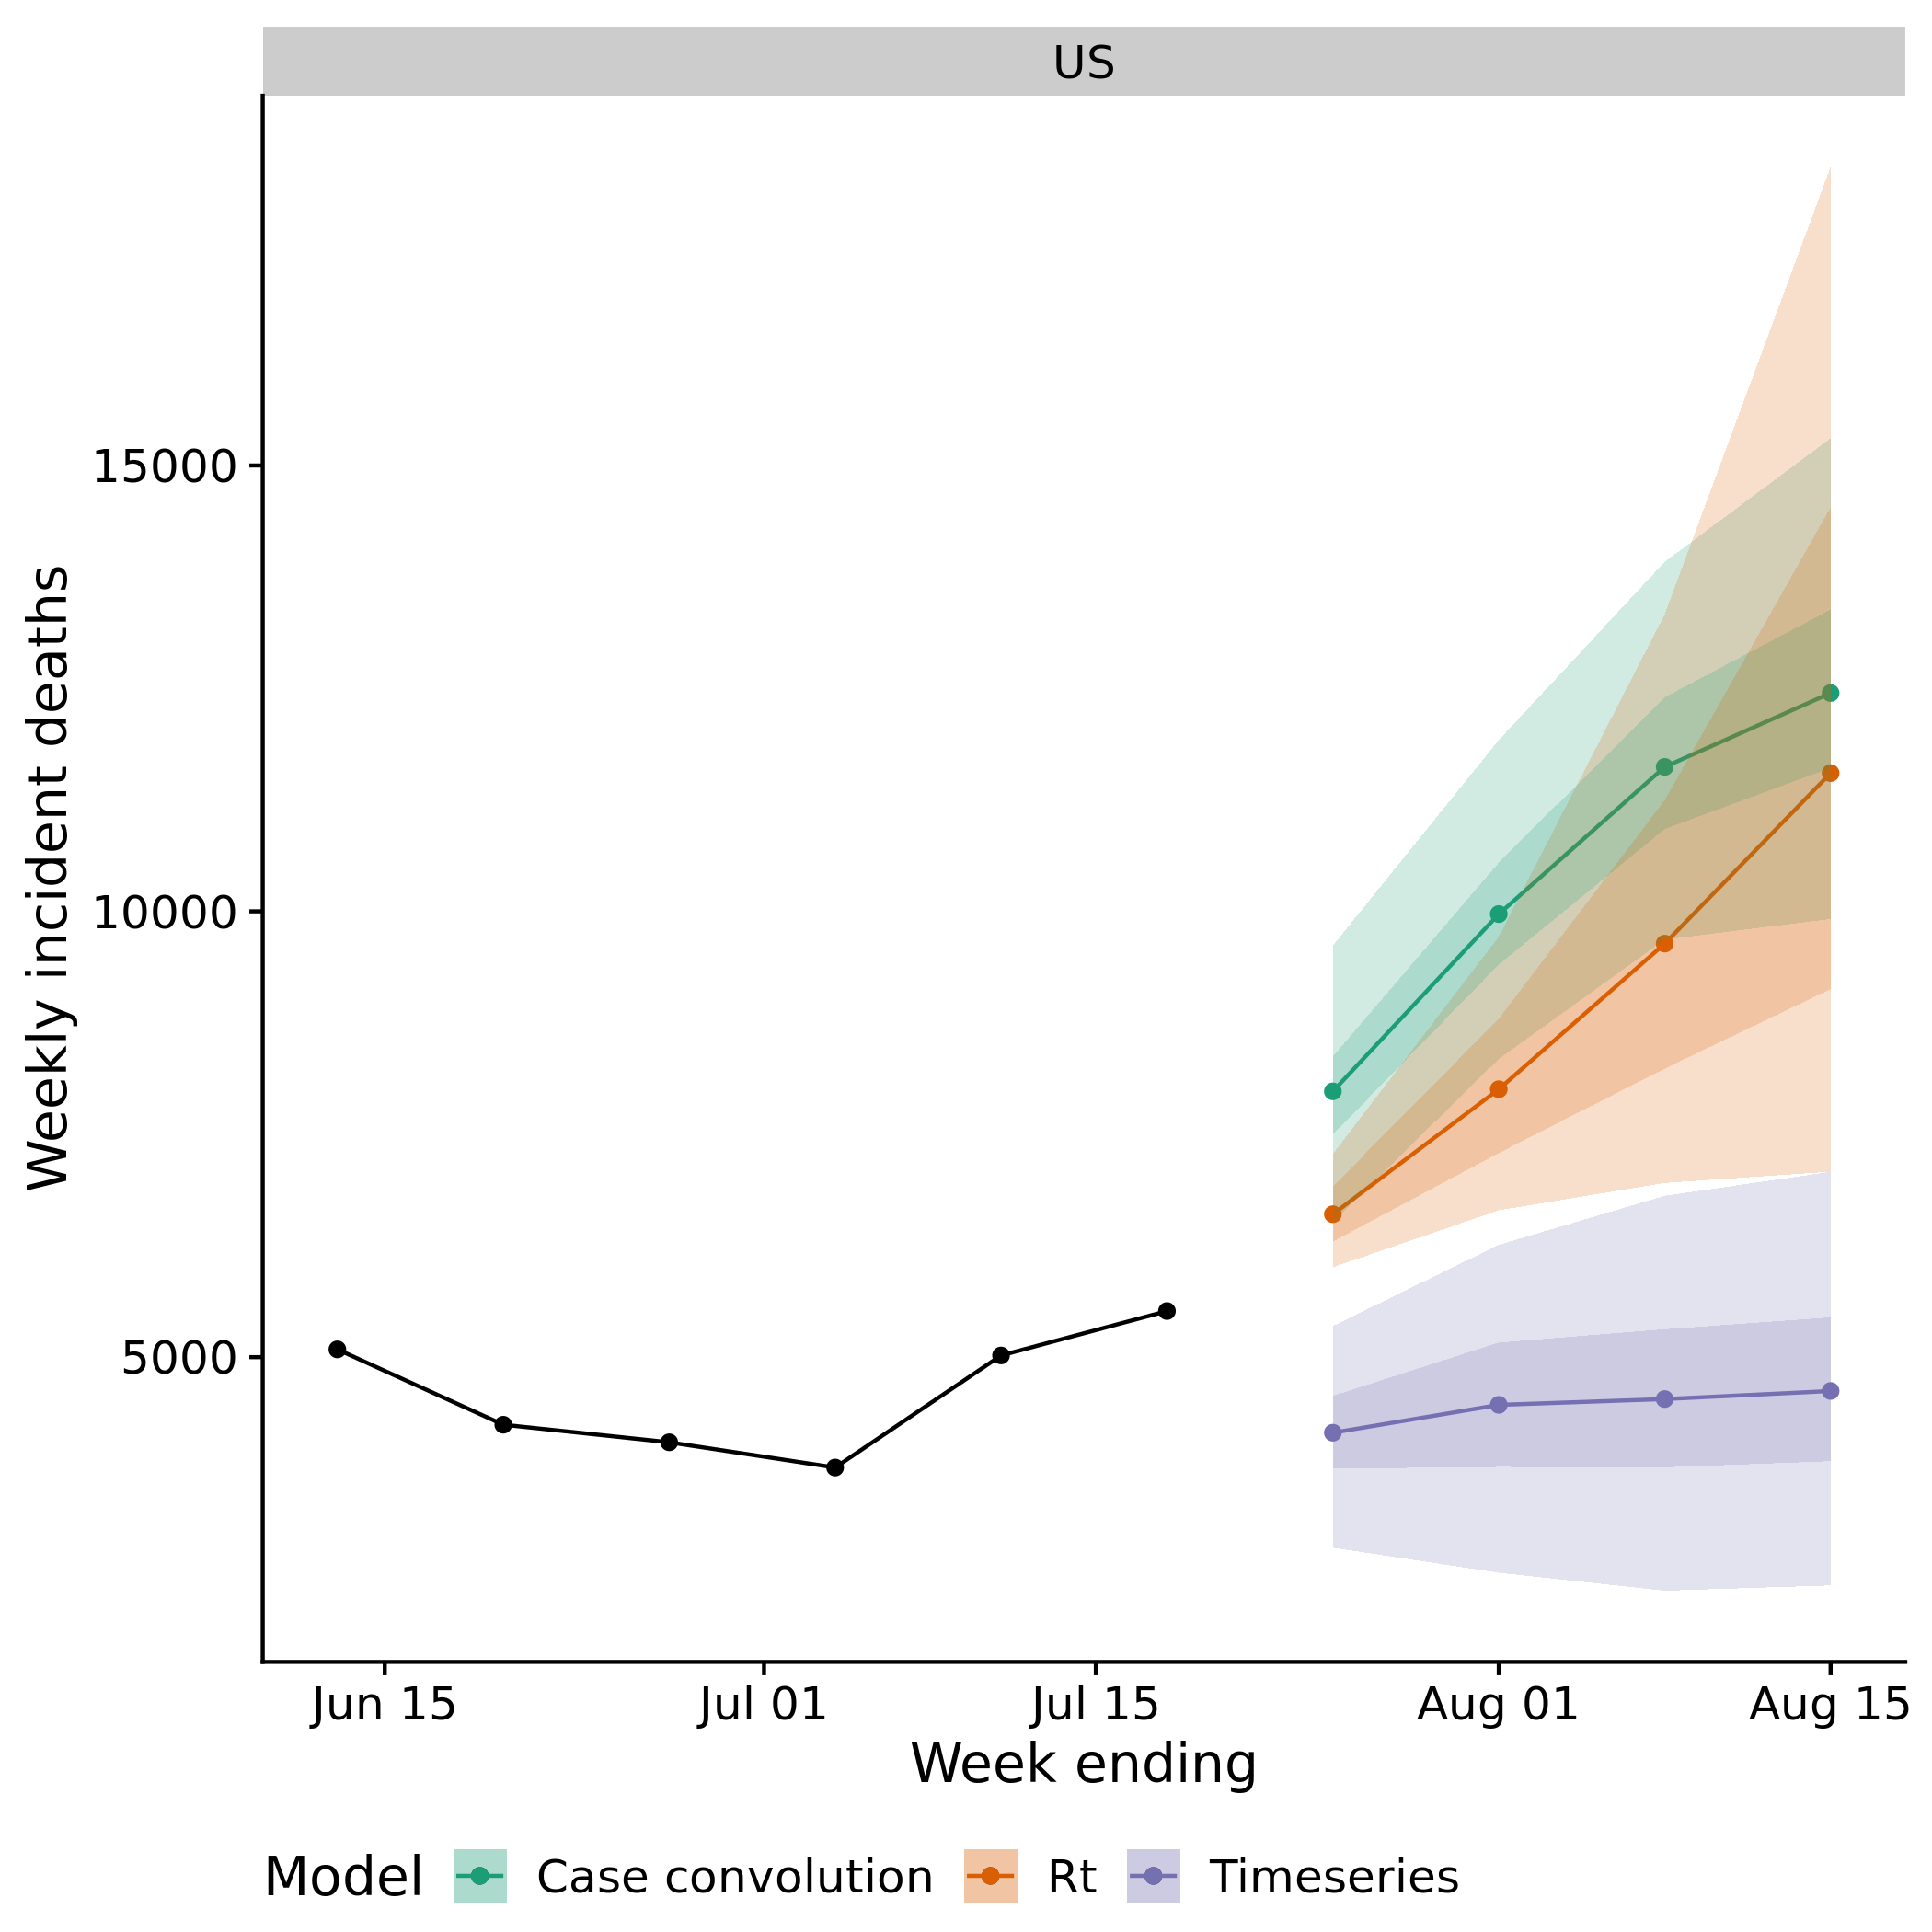 US
Weekly incident deaths
15000
10000
5000
Jun 15 Jul 01 Jul 15 Aug 01 Aug 15
Week ending
Model Case convolution Rt Timeseries